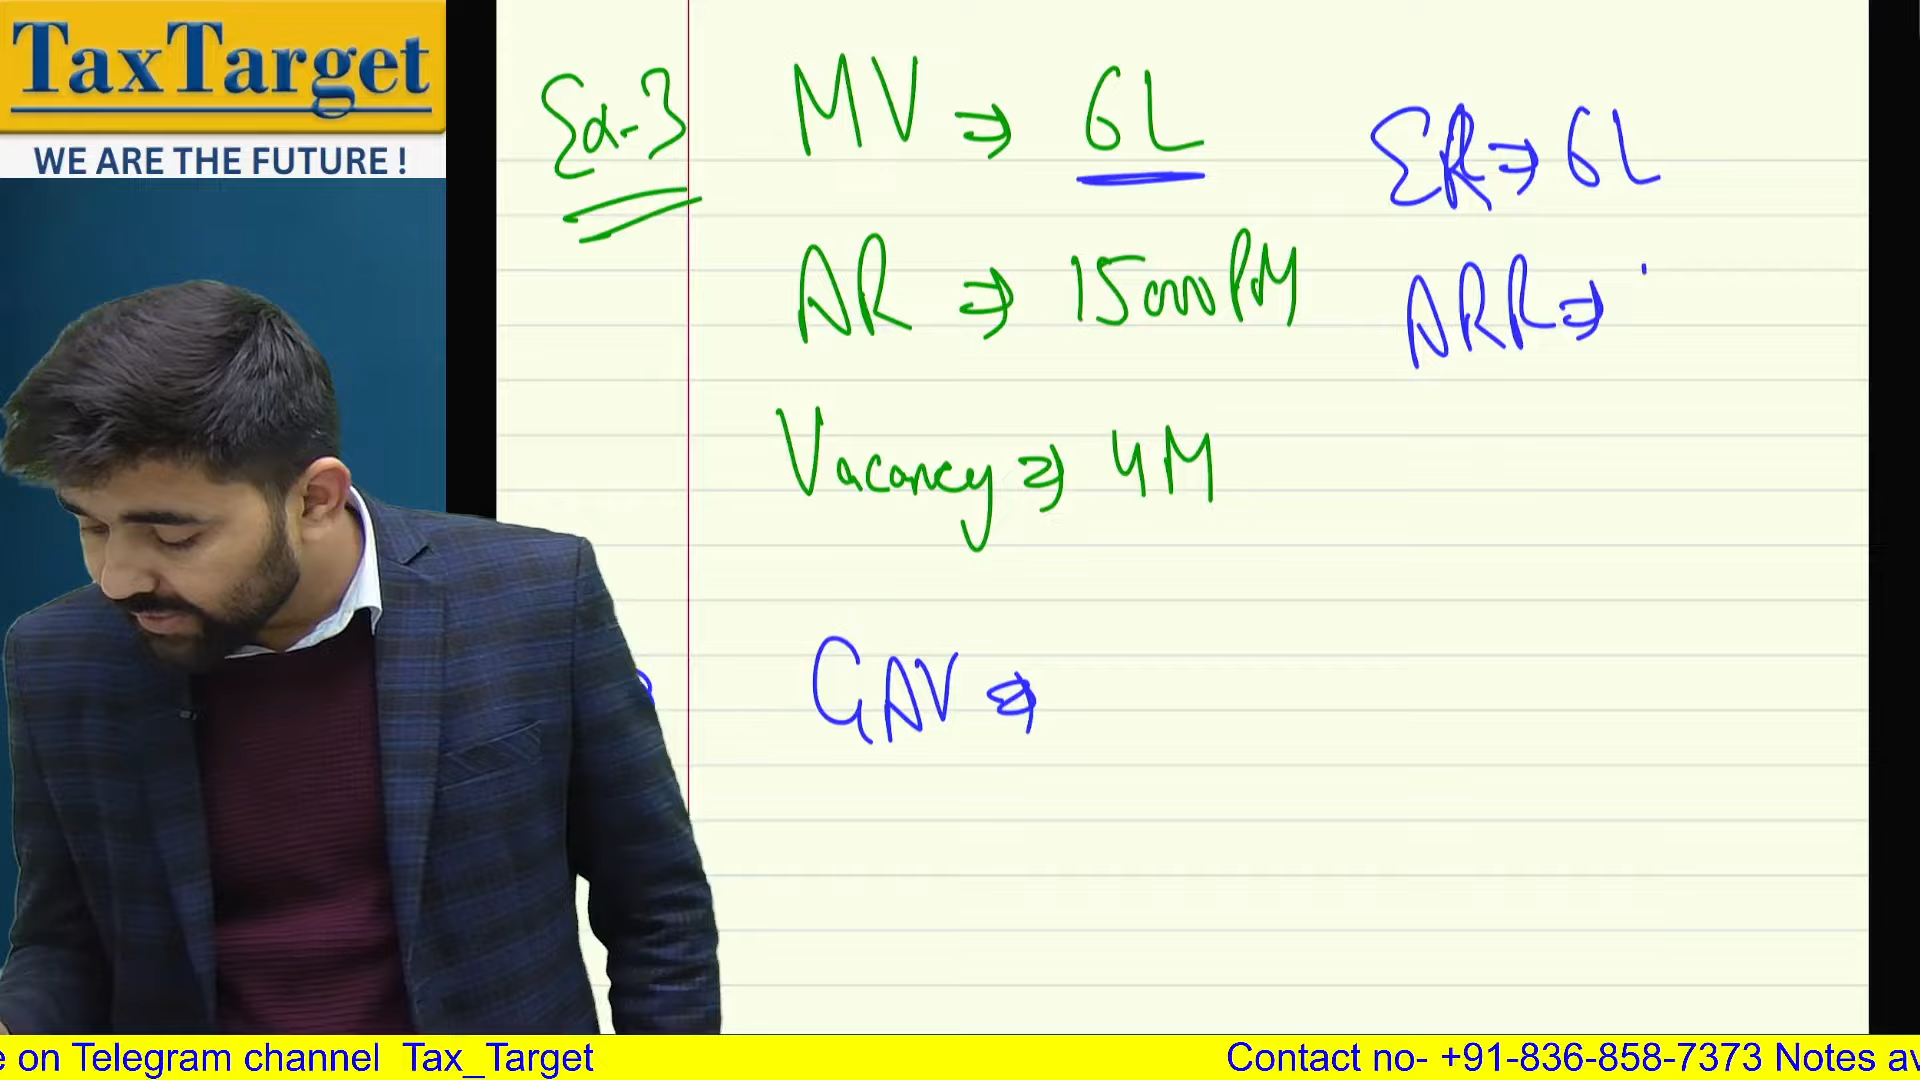 TaxTarget
WE ARE THE FUTURE !
Ex-3
MV ⇒ 6L
ER ⇒ 6L
AR ⇒ 15000 PM
ARR ⇒
Vacancy ⇒ 4M
GAV ⇒
e on Telegram channel Tax_Target
Contact no- +91-836-858-7373 Notes av